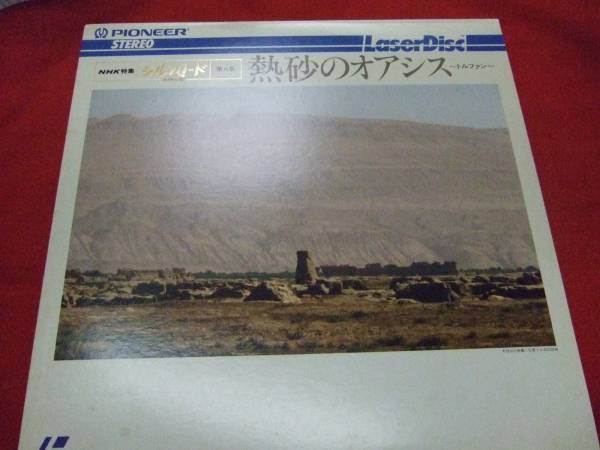 PIONEER®
STEREO
LaserDisc
NHK特集 シルクロード 熱砂のオアシス ~トルファン~